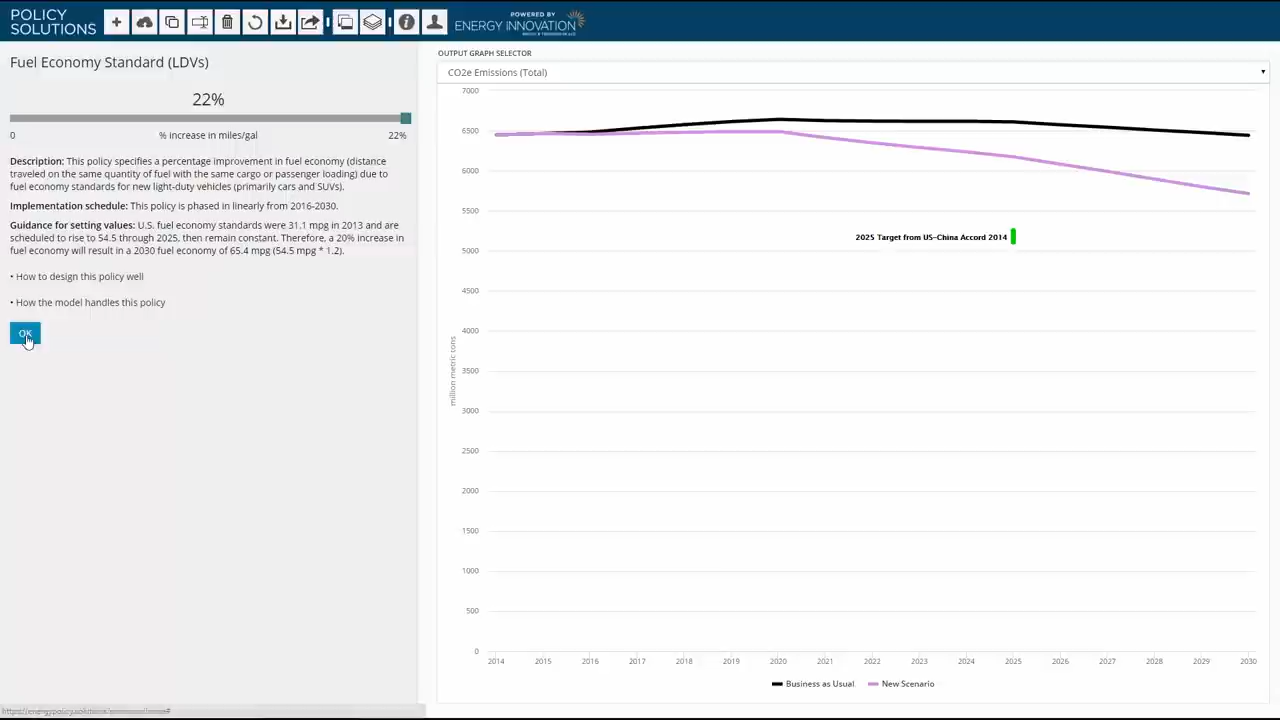 POLICY
SOLUTIONS
POWERED BY
ENERGY INNOVATION
Fuel Economy Standard (LDVs)
22%
0
% increase in miles/gal
22%
Description: This policy specifies a percentage improvement in fuel economy (distance
traveled on the same quantity of fuel with the same cargo or passenger loading) due to
fuel economy standards for new light-duty vehicles (primarily cars and SUVs).
Implementation schedule: This policy is phased in linearly from 2016-2030.
Guidance for setting values: U.S. fuel economy standards were 31.1 mpg in 2013 and are
scheduled to rise to 54.5 through 2025, then remain constant. Therefore, a 20% increase in
fuel economy will result in a 2030 fuel economy of 65.4 mpg (54.5 mpg * 1.2).
• How to design this policy well
• How the model handles this policy
OK
OUTPUT GRAPH SELECTOR
CO2e Emissions (Total)
7000
6500
6000
5500
5000
4500
4000
3500
3000
2500
2000
1500
1000
500
0
million metric tons
2025 Target from US-China Accord 2014
2014 2015 2016 2017 2018 2019 2020 2021 2022 2023 2024 2025 2026 2027 2028 2029 2030
Business as Usual
New Scenario